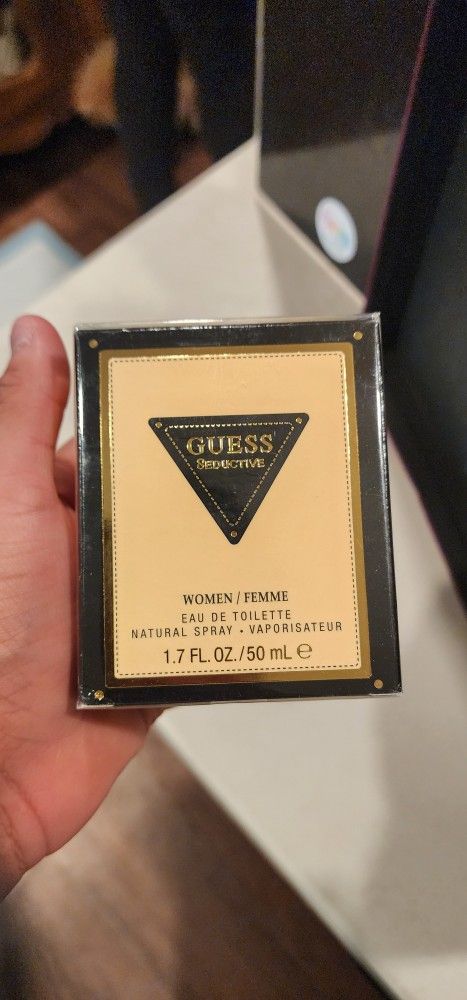 GUESS
SEDUCTIVE
WOMEN / FEMME
EAU DE TOILETTE
NATURAL SPRAY • VAPORISATEUR
1.7 FL. OZ./50 mL ℮